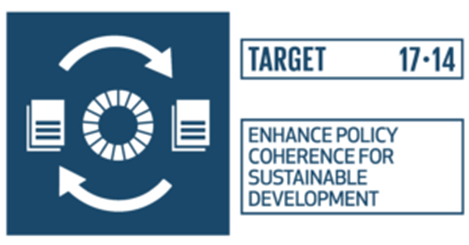 TARGET 17·14
ENHANCE POLICY
COHERENCE FOR
SUSTAINABLE
DEVELOPMENT